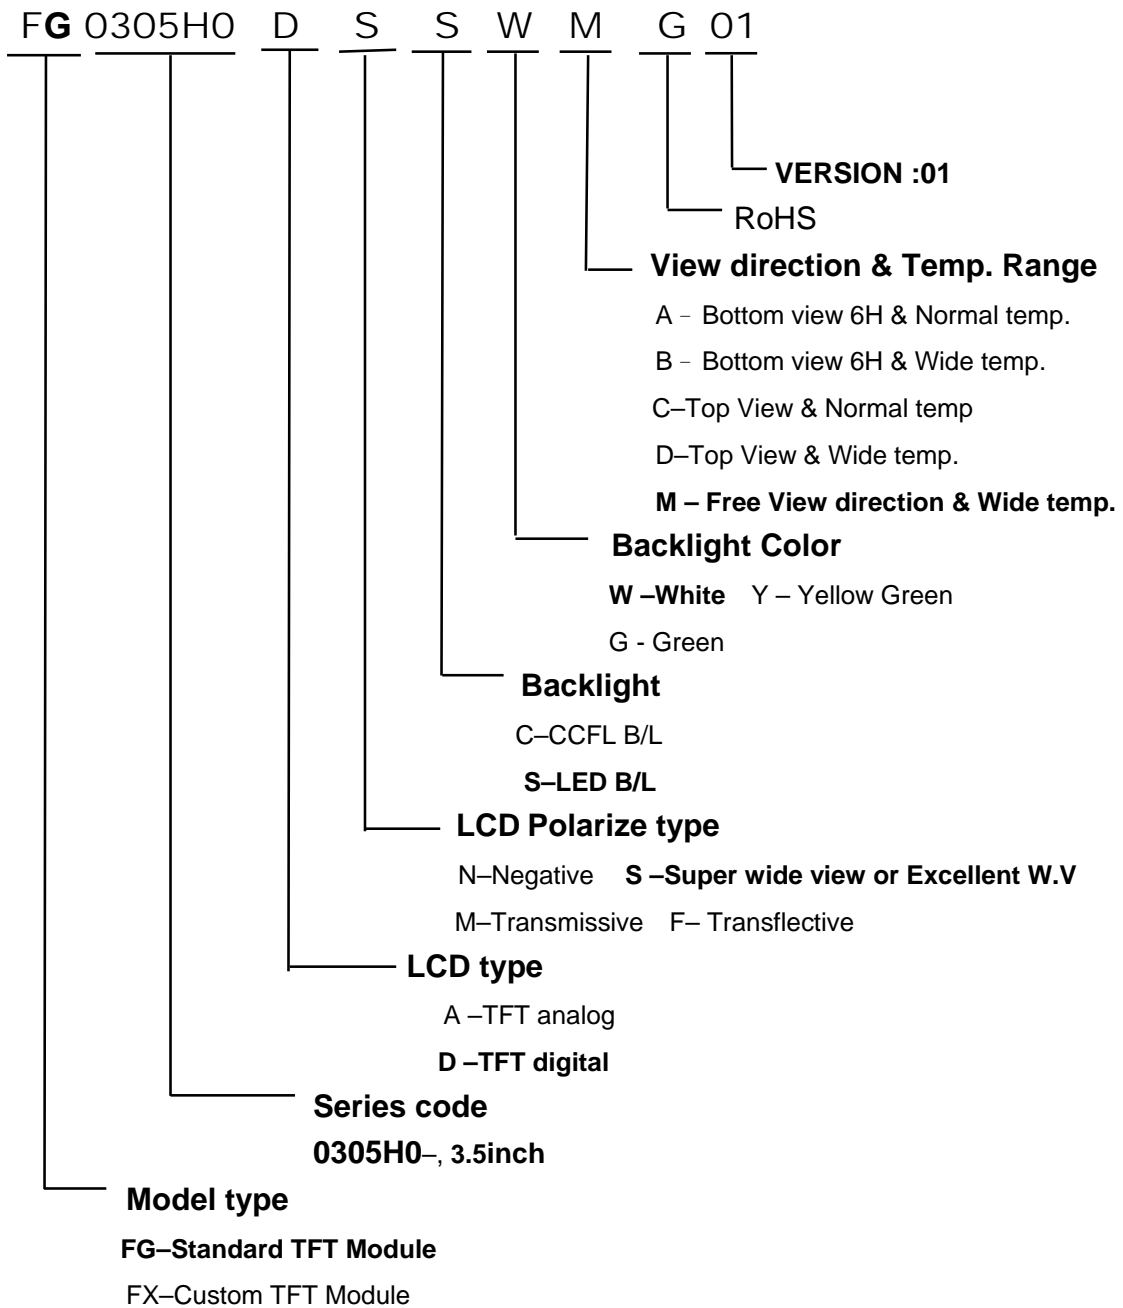 FG 0305H0 D S S W M G 01
VERSION :01
RoHS
View direction & Temp. Range
A – Bottom view 6H & Normal temp.
B – Bottom view 6H & Wide temp.
C–Top View & Normal temp
D–Top View & Wide temp.
M – Free View direction & Wide temp.
Backlight Color
W –White Y – Yellow Green
G - Green
Backlight
C–CCFL B/L
S–LED B/L
LCD Polarize type
N–Negative S –Super wide view or Excellent W.V
M–Transmissive F– Transflective
LCD type
A –TFT analog
D –TFT digital
Series code
0305H0–, 3.5inch
Model type
FG–Standard TFT Module
FX–Custom TFT Module